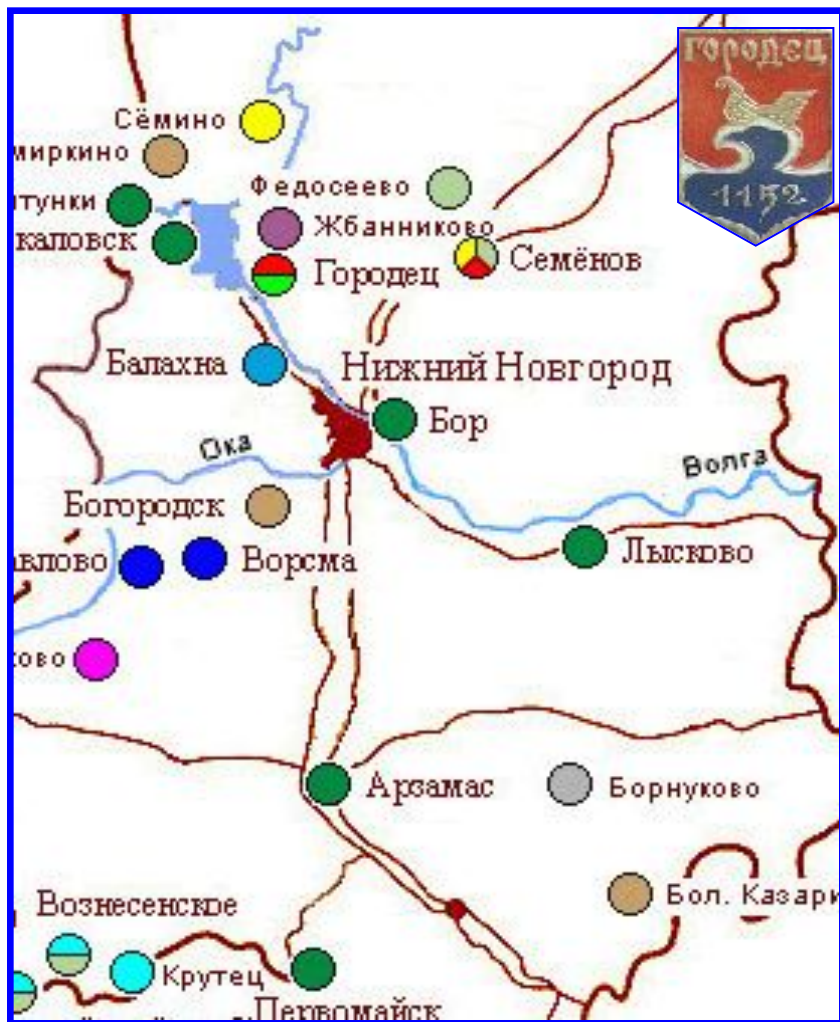 ГОРОДЕЦ
1152
Сёмино
миркино
Федосеево
тунки
Жбанниково
каловск
Городец
Семёнов
Балахна
Нижний Новгород
Бор
Ока
Волга
Богородск
авлово
Ворсма
Лысково
ово
Арзамас
Борнуково
Бол. Казари
Вознесенское
Крутец
Первомайск